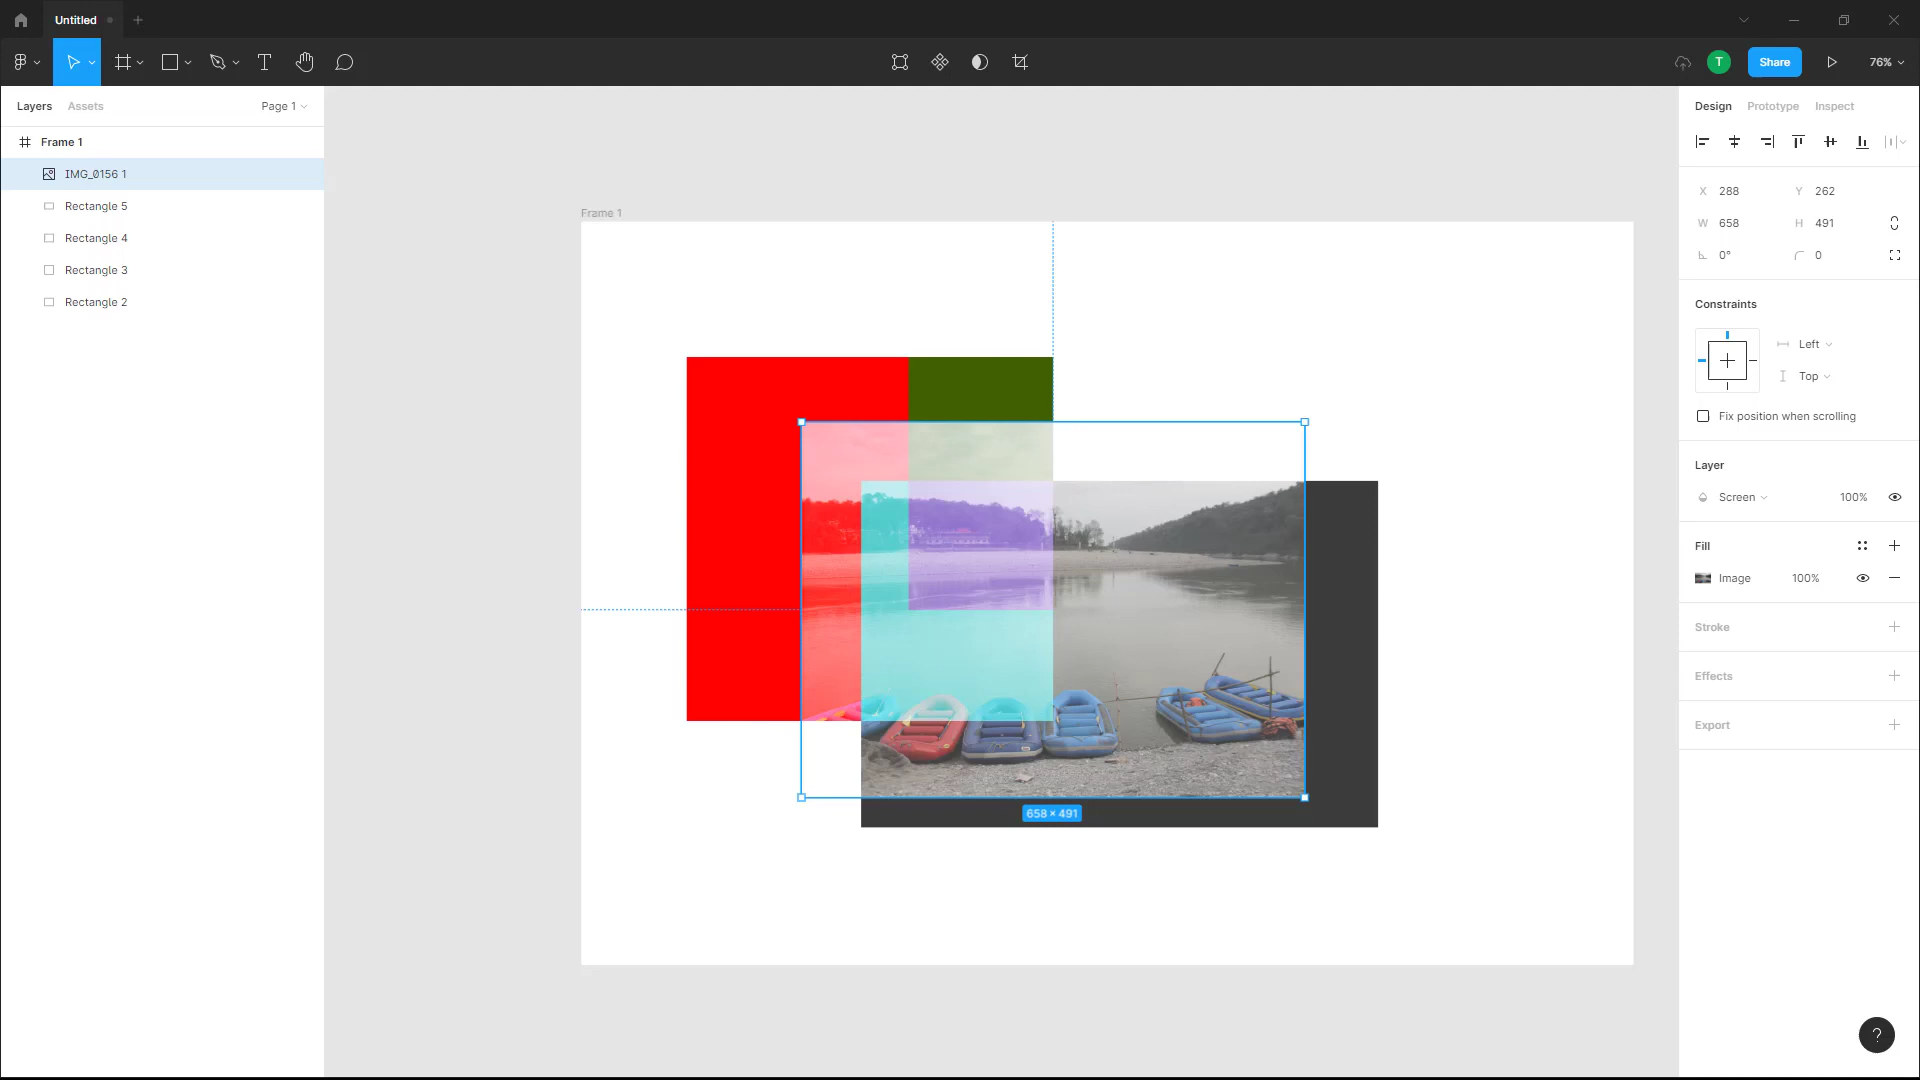 Untitled
T
Share
76%
Layers
Assets
Page 1
Design
Prototype
Inspect
Frame 1
IMG_0156 1
Rectangle 5
Rectangle 4
Rectangle 3
Rectangle 2
Frame 1
658 × 491
X 288
Y 262
W 658
H 491
0°
0
Constraints
Left
Top
Fix position when scrolling
Layer
Screen
100%
Fill
Image
100%
Stroke
Effects
Export
?